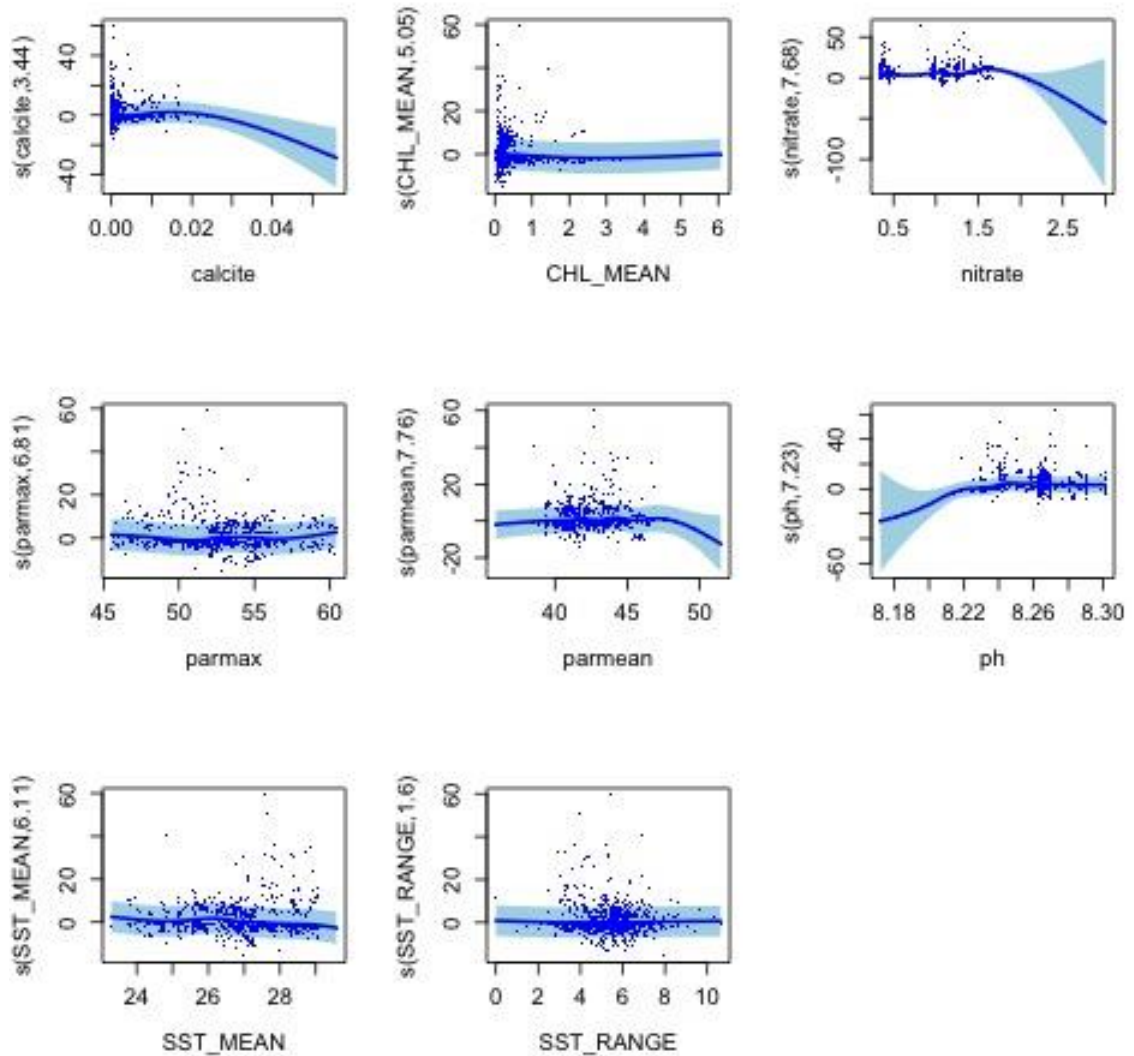 s(calcite,3.44)
40
0
-40
0.00 0.02 0.04
calcite
s(CHL_MEAN,5.05)
60
20
0
0 1 2 3 4 5 6
CHL_MEAN
s(nitrate,7.68)
50
0
-100
0.5 1.5 2.5
nitrate
s(parmax,6.81)
60
20
0
45 50 55 60
parmax
s(parmean,7.76)
60
20
-20
40 45 50
parmean
s(ph,7.23)
40
0
-60
8.18 8.22 8.26 8.30
ph
s(SST_MEAN,6.11)
60
20
0
24 26 28
SST_MEAN
s(SST_RANGE,1.6)
60
20
0
0 2 4 6 8 10
SST_RANGE